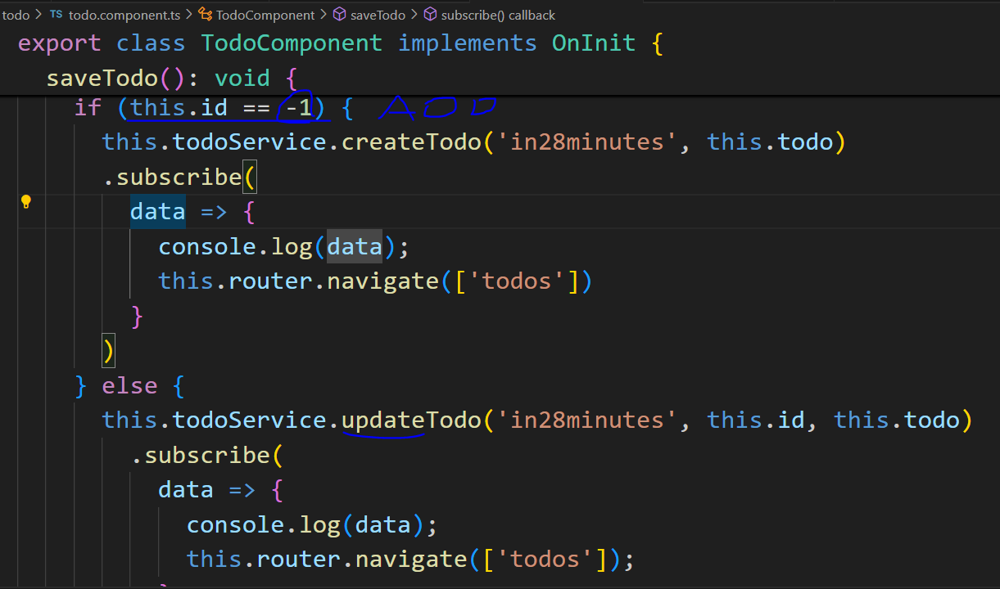 todo > TS todo.component.ts > TodoComponent > saveTodo > subscribe() callback
export class TodoComponent implements OnInit {
saveTodo(): void {
if (this.id == -1) { ADD
this.todoService.createTodo('in28minutes', this.todo)
.subscribe(
data => {
console.log(data);
this.router.navigate(['todos'])
}
)
} else {
this.todoService.updateTodo('in28minutes', this.id, this.todo)
.subscribe(
data => {
console.log(data);
this.router.navigate(['todos']);
}